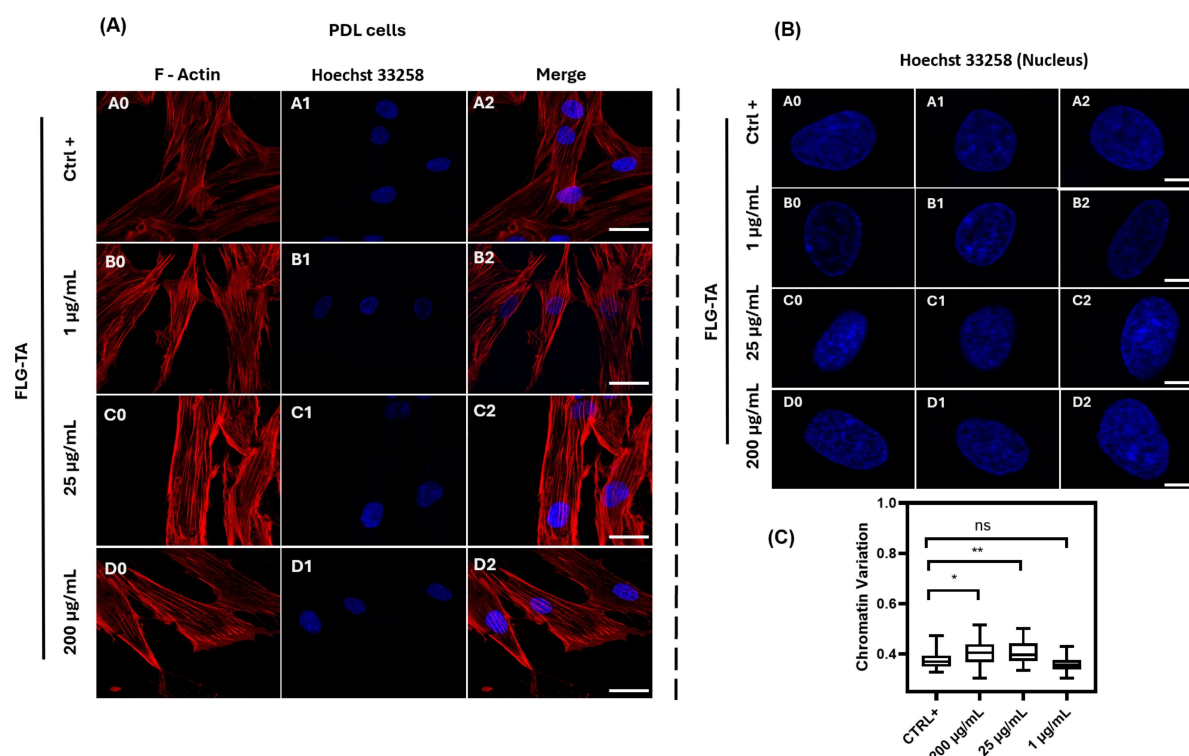 (A)
PDL cells
F - Actin
Hoechst 33258
Merge
FLG-TA
Ctrl +
A0
A1
A2
1 µg/mL
B0
B1
B2
25 µg/mL
C0
C1
C2
200 µg/mL
D0
D1
D2
(B)
Hoechst 33258 (Nucleus)
FLG-TA
Ctrl +
A0
A1
A2
1 µg/mL
B0
B1
B2
25 µg/mL
C0
C1
C2
200 µg/mL
D0
D1
D2
(C)
Chromatin Variation
1.0
0.8
0.6
0.4
ns
**
*
CTRL+
200 µg/mL
25 µg/mL
1 µg/mL